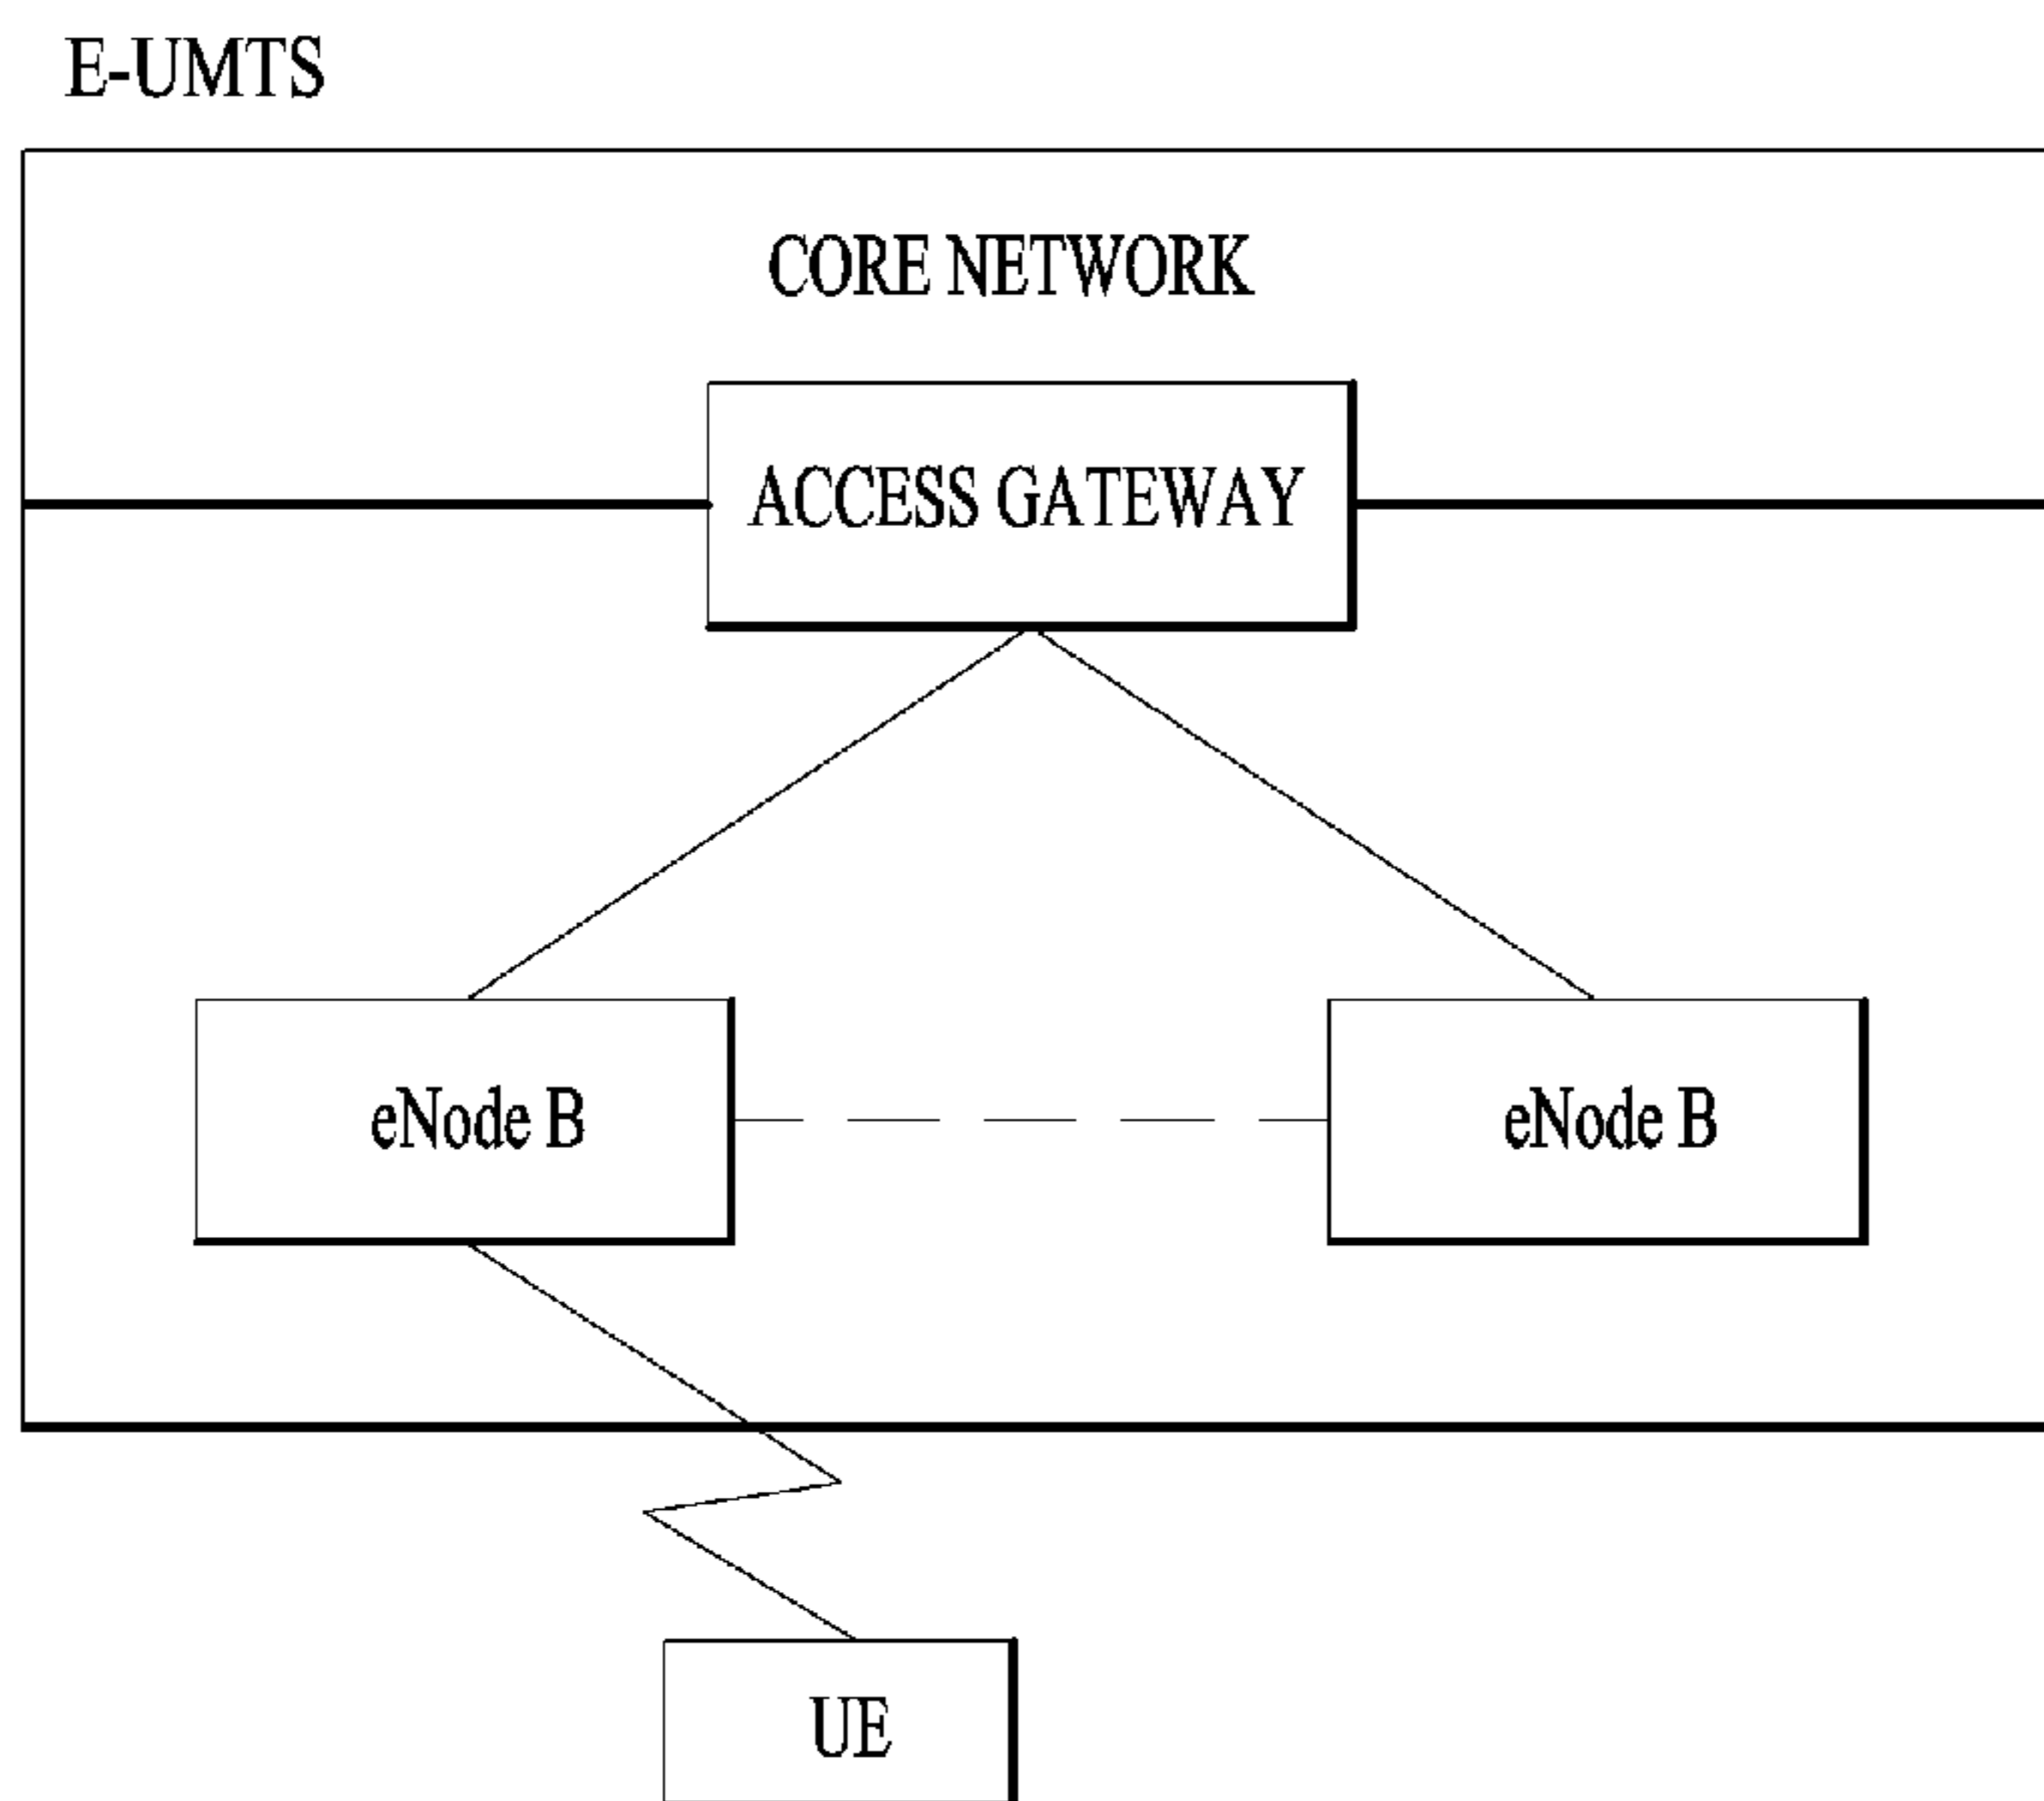 E-UMTS
CORE NETWORK
ACCESS GATEWAY
eNode B
eNode B
UE